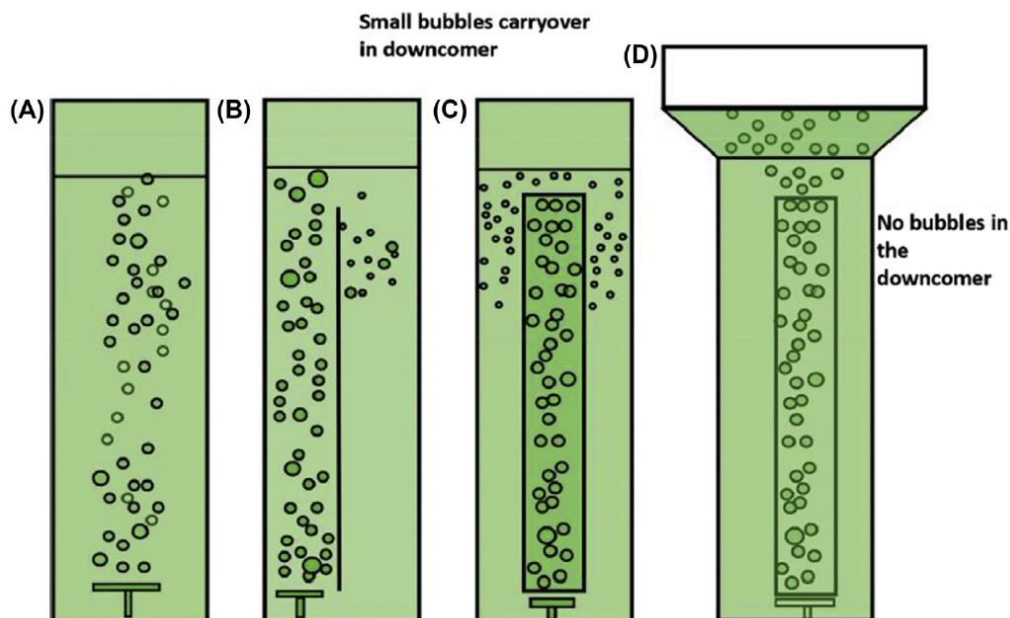 Small bubbles carryover
in downcomer
(A)
(B)
(C)
(D)
No bubbles in
the
downcomer